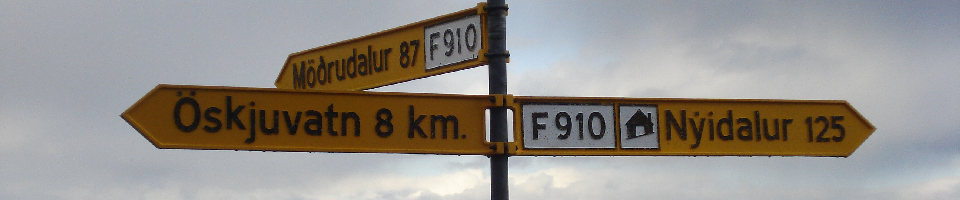 Möðrudalur 87 F910
Öskjuvatn 8 km.
F910 Nýidalur 125